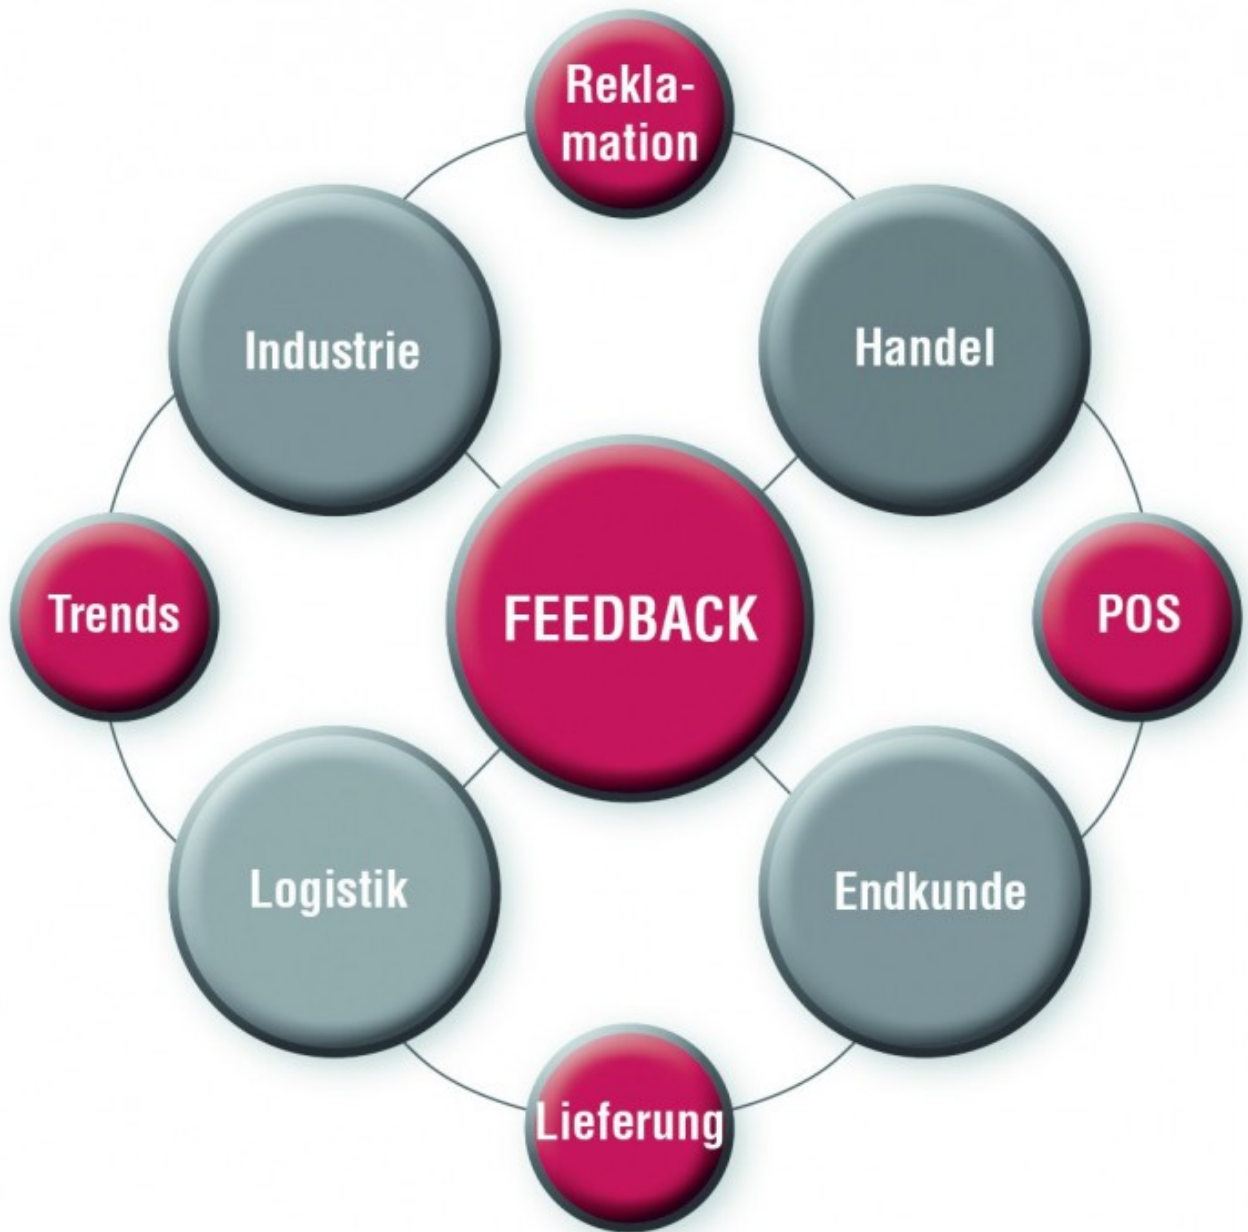 Rekla-
mation
Industrie
Handel
Trends
FEEDBACK
POS
Logistik
Endkunde
Lieferung